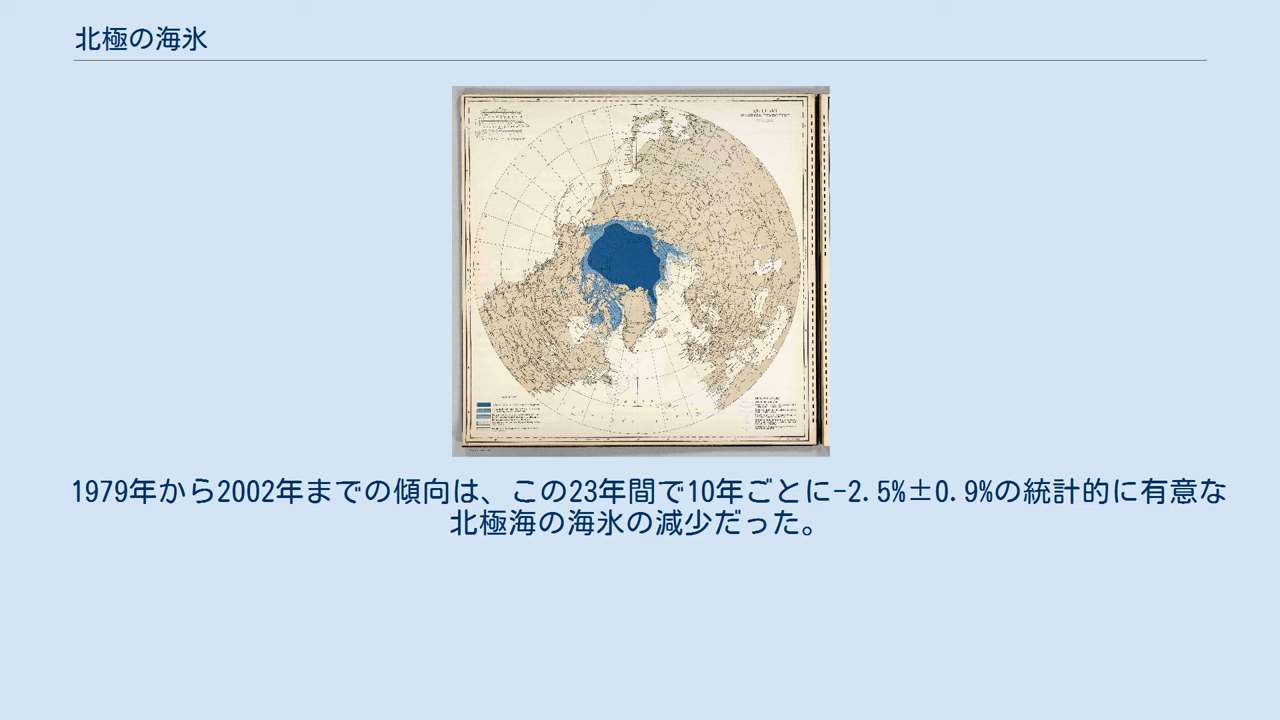 北極の海氷
1979年から2002年までの傾向は、この23年間で10年ごとに-2.5%±0.9%の統計的に有意な
北極海の海氷の減少だった。